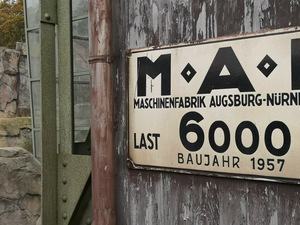 M·A·
MASCHINENFABRIK AUGSBURG-NÜRN
LAST 6000
BAUJAHR 1957